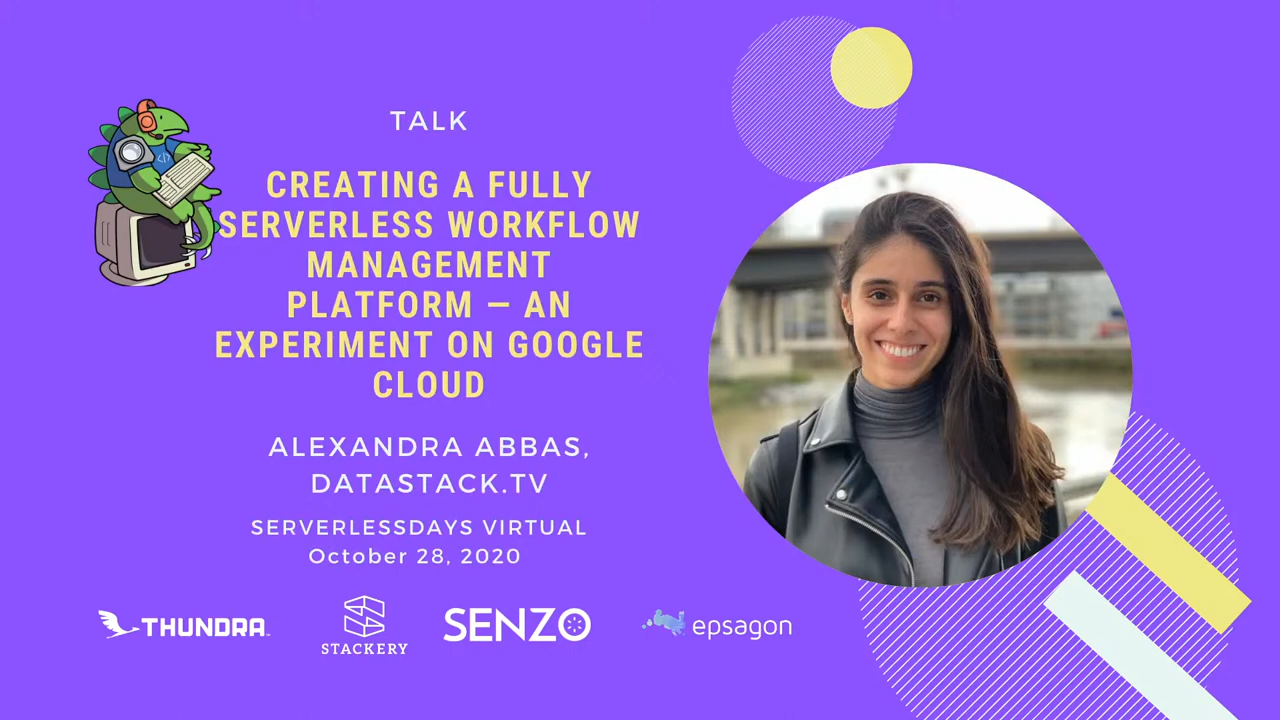 TALK
CREATING A FULLY
SERVERLESS WORKFLOW
MANAGEMENT
PLATFORM — AN
EXPERIMENT ON GOOGLE
CLOUD
ALEXANDRA ABBAS,
DATASTACK.TV
SERVERLESSDAYS VIRTUAL
October 28, 2020
THUNDRA
STACKERY
SENZO
epsagon